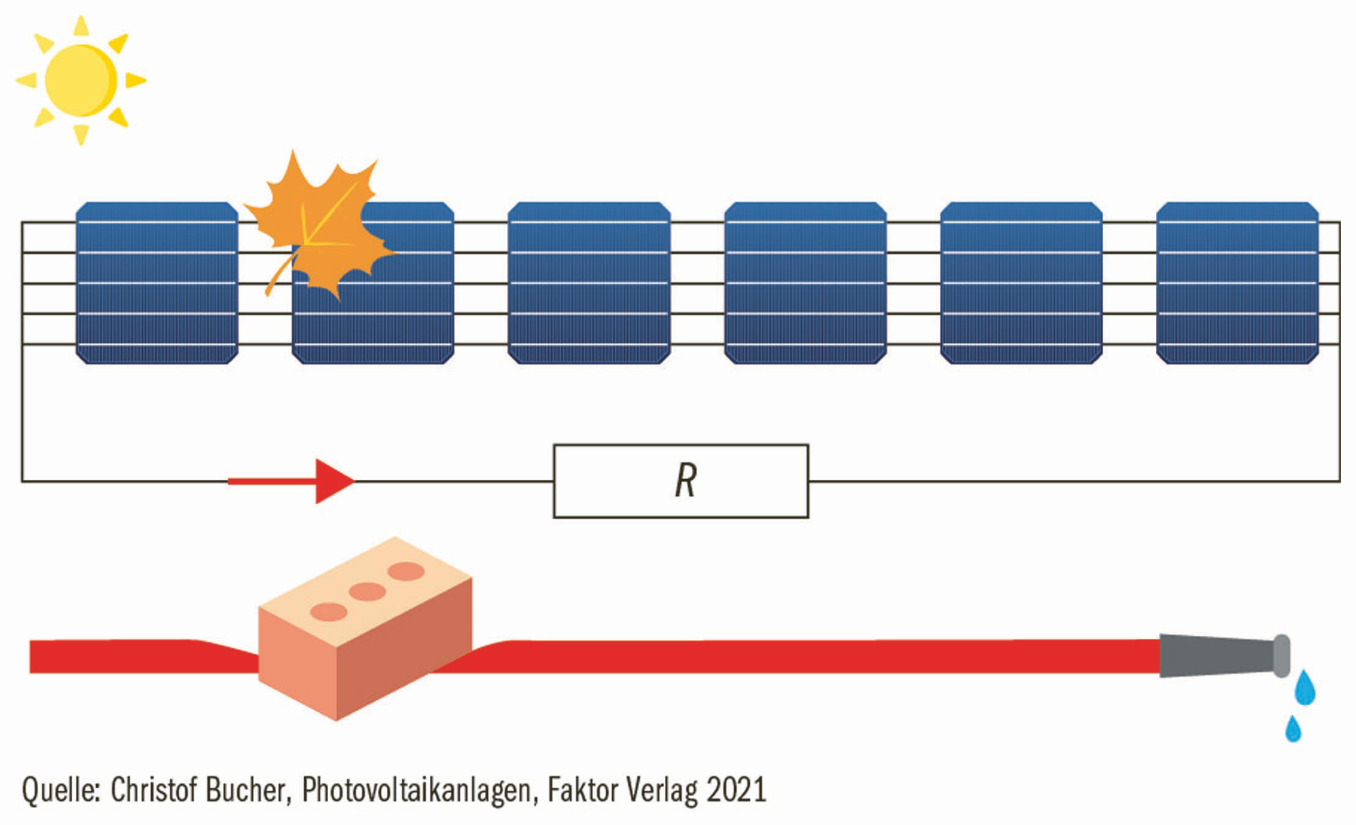 R
Quelle: Christof Bucher, Photovoltaikanlagen, Faktor Verlag 2021